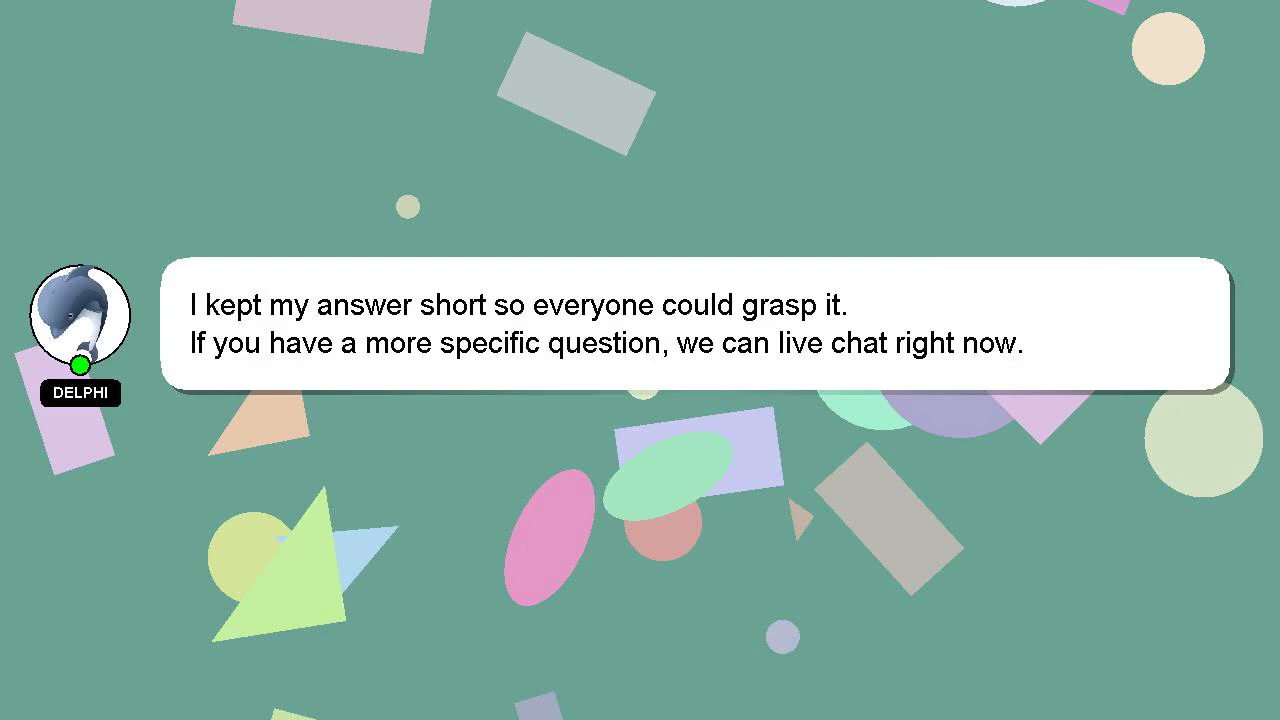 I kept my answer short so everyone could grasp it.
If you have a more specific question, we can live chat right now.
DELPHI